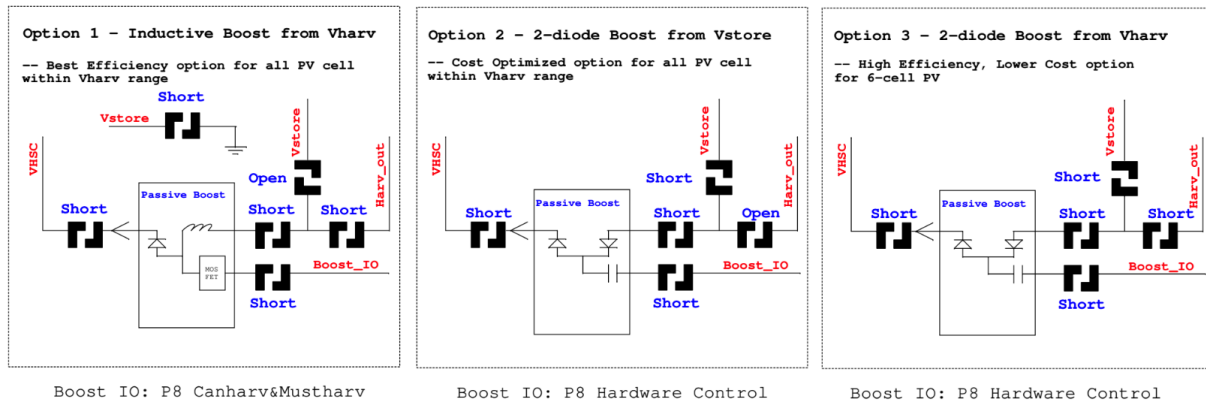 Option 1 - Inductive Boost from Vharv
-- Best Efficiency option for all PV cell
within Vharv range
Short
Vstore
VHSC
Vstore
Harv_out
Open
Passive Boost
Short
Short
Short
MOS
FET
Boost_IO
Short
Boost IO: P8 Canharv&Mustharv
Option 2 - 2-diode Boost from Vstore
-- Cost Optimized option for all PV cell
within Vharv range
VHSC
Vstore
Harv_out
Short
Passive Boost
Short
Short
Open
Boost_IO
Short
Boost IO: P8 Hardware Control
Option 3 - 2-diode Boost from Vharv
-- High Efficiency, Lower Cost option
for 6-cell PV
VHSC
Vstore
Harv_out
Short
Passive Boost
Short
Short
Short
Boost_IO
Short
Boost IO: P8 Hardware Control